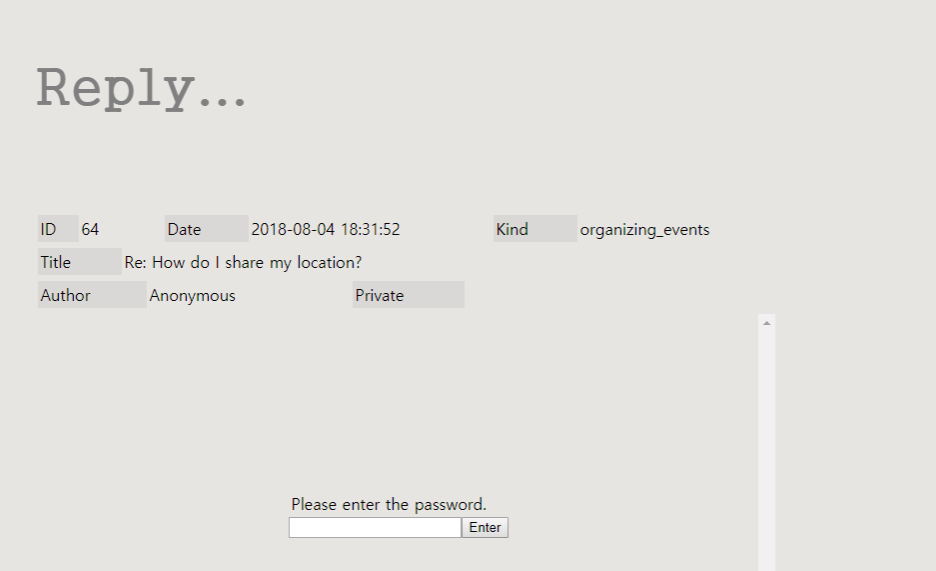 Reply...
ID 64 Date 2018-08-04 18:31:52 Kind organizing_events
Title Re: How do I share my location?
Author Anonymous Private
Please enter the password.
Enter